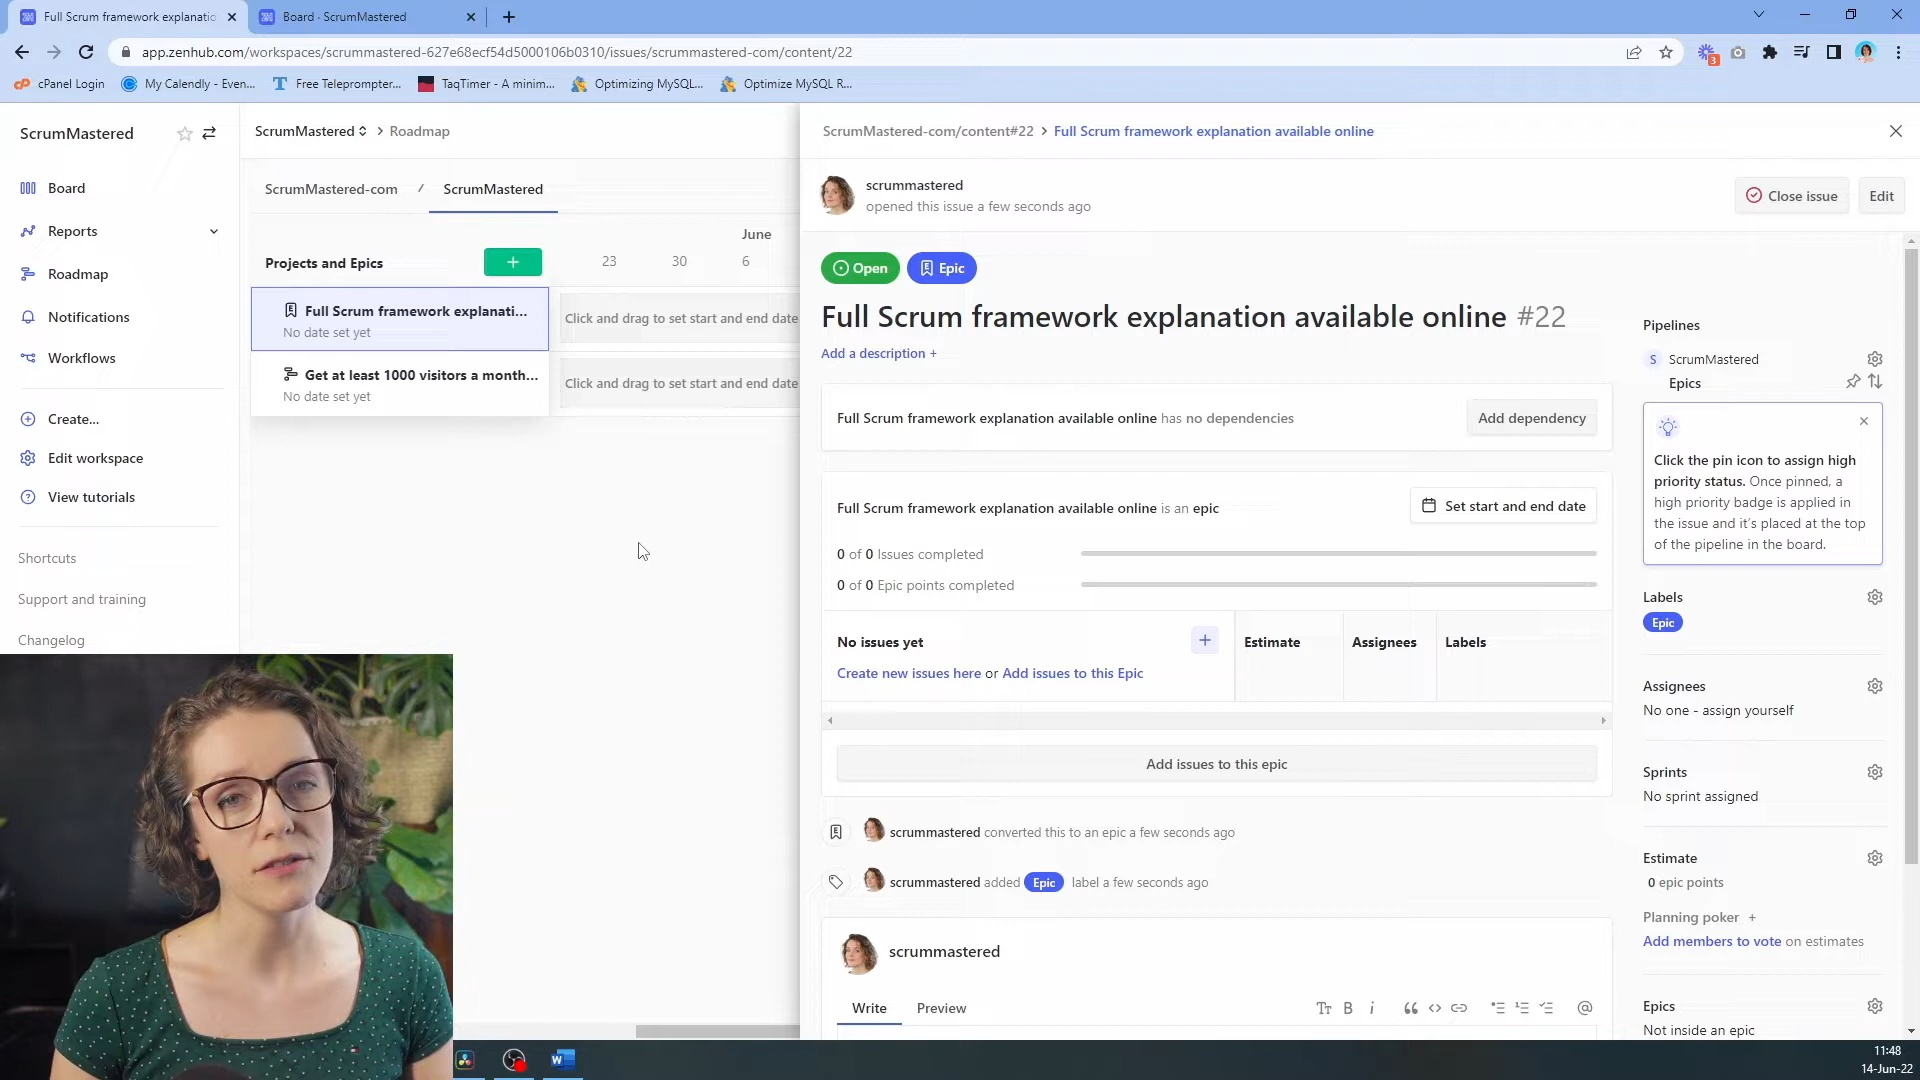 Full Scrum framework explanatio
Board · ScrumMastered
app.zenhub.com/workspaces/scrummastered-627e68ecf54d5000106b0310/issues/scrummastered-com/content/22
3
cPanel Login
My Calendly - Even...
Free Teleprompter...
TaqTimer - A minim...
Optimizing MySQL...
Optimize MySQL R...
ScrumMastered
Board
Reports
Roadmap
Notifications
Workflows
Create...
Edit workspace
View tutorials
Shortcuts
Support and training
Changelog
ScrumMastered > Roadmap
ScrumMastered-com / ScrumMastered
June
Projects and Epics
+
23 30 6
Full Scrum framework explanati...
No date set yet
Click and drag to set start and end date
Get at least 1000 visitors a month...
No date set yet
Click and drag to set start and end date
ScrumMastered-com/content#22 > Full Scrum framework explanation available online
scrummastered
opened this issue a few seconds ago
Close issue
Edit
Open
Epic
Full Scrum framework explanation available online #22
Add a description +
Full Scrum framework explanation available online has no dependencies
Add dependency
Full Scrum framework explanation available online is an epic
Set start and end date
0 of 0 Issues completed
0 of 0 Epic points completed
No issues yet
+
Estimate
Assignees
Labels
Create new issues here or Add issues to this Epic
Add issues to this epic
scrummastered converted this to an epic a few seconds ago
scrummastered added Epic label a few seconds ago
scrummastered
Write
Preview
Pipelines
S ScrumMastered
Epics
Click the pin icon to assign high
priority status. Once pinned, a
high priority badge is applied in
the issue and it's placed at the top
of the pipeline in the board.
Labels
Epic
Assignees
No one - assign yourself
Sprints
No sprint assigned
Estimate
0 epic points
Planning poker +
Add members to vote on estimates
Epics
Not inside an epic
11:48
14-Jun-22